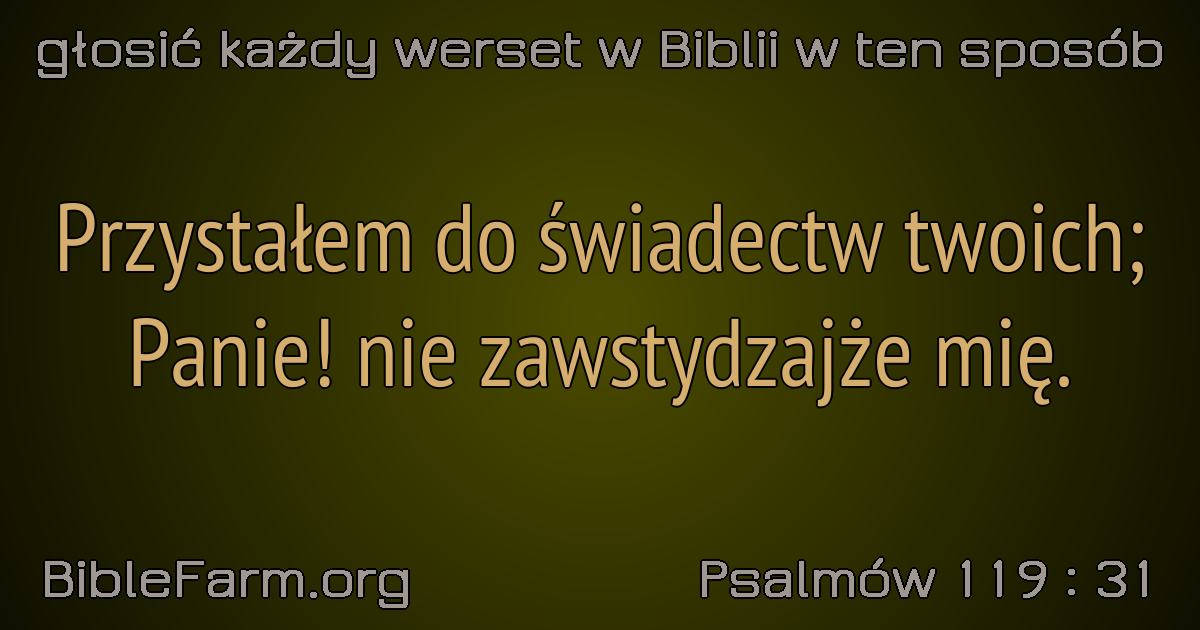 głosić każdy werset w Biblii w ten sposób
Przystałem do świadectw twoich;
Panie! nie zawstydzajże mię.
BibleFarm.org
Psalmów 119 : 31